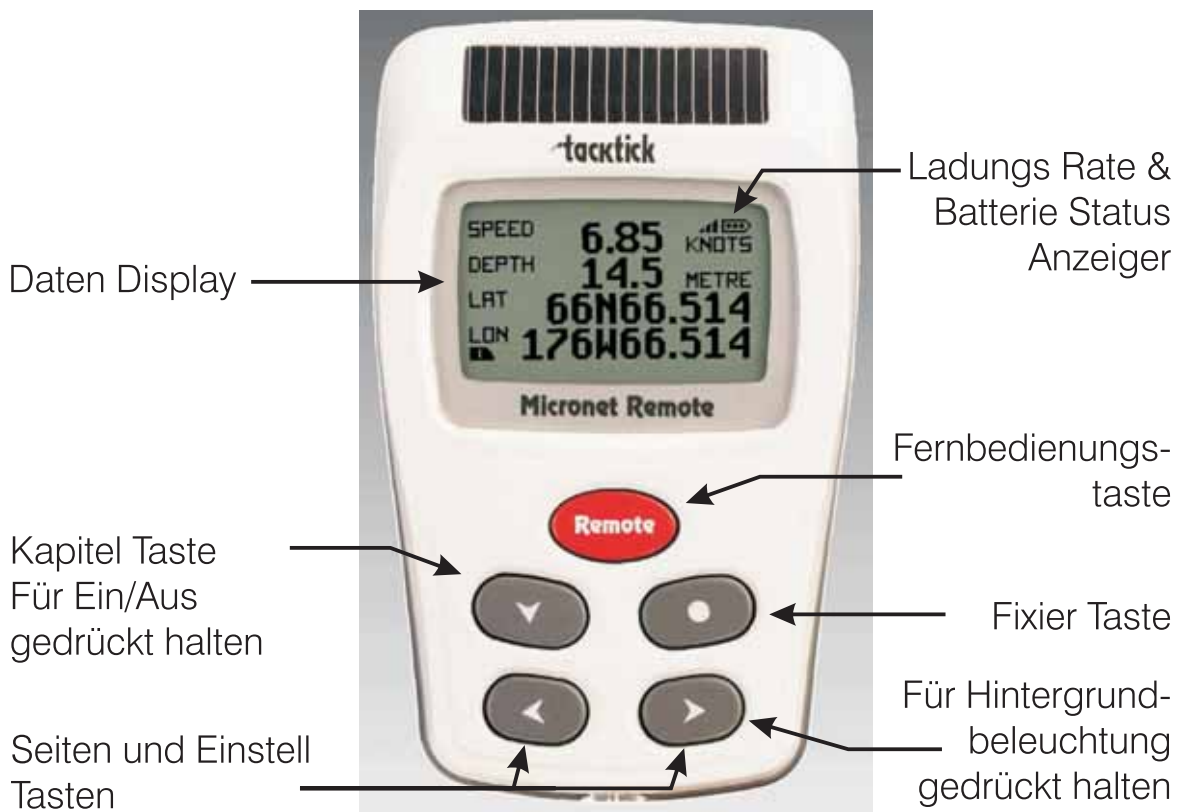 tacktick
SPEED 6.85 KNOTS
DEPTH 14.5 METRE
LAT 66N66.514
LON 176W66.514
Micronet Remote
Remote
Daten Display
Ladungs Rate &
Batterie Status
Anzeiger
Fernbedienungs-
taste
Kapitel Taste
Für Ein/Aus
gedrückt halten
Fixier Taste
Für Hintergrund-
beleuchtung
gedrückt halten
Seiten und Einstell
Tasten